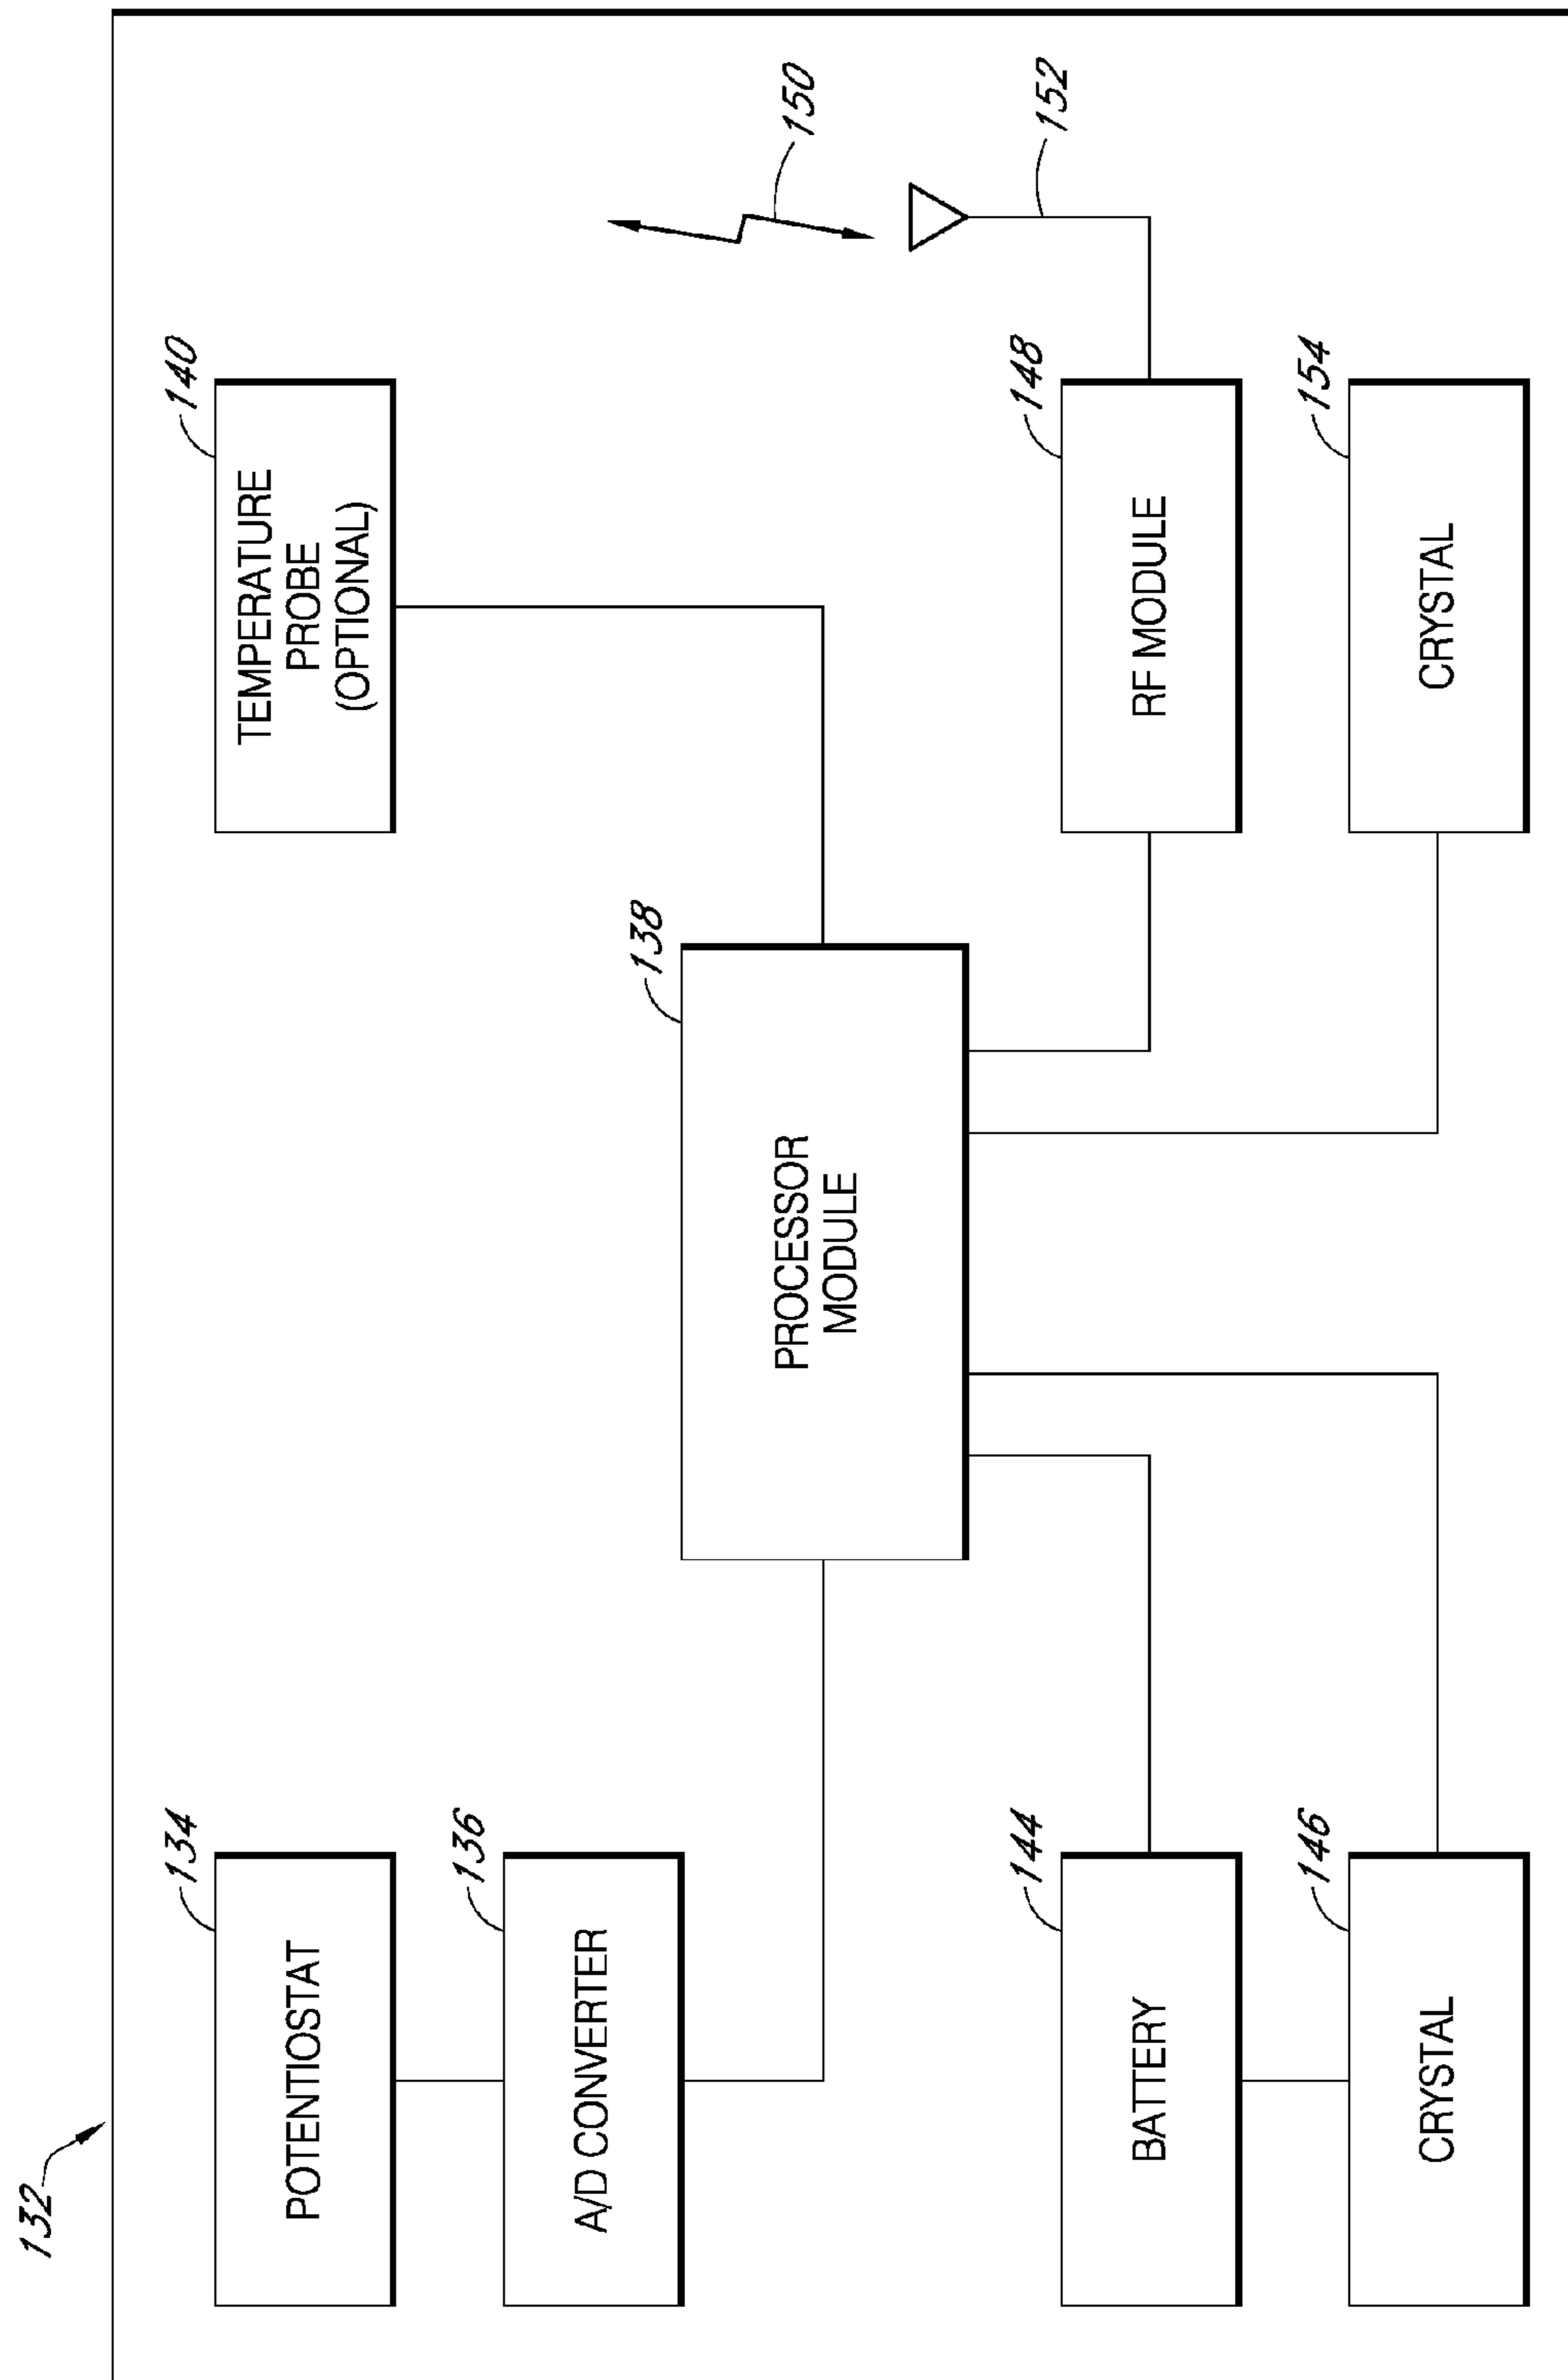 132
134
POTENTIOSTAT
140
TEMPERATURE
PROBE
(OPTIONAL)
136
A/D CONVERTER
138
PROCESSOR
MODULE
150
152
144
BATTERY
148
RF MODULE
146
CRYSTAL
154
CRYSTAL